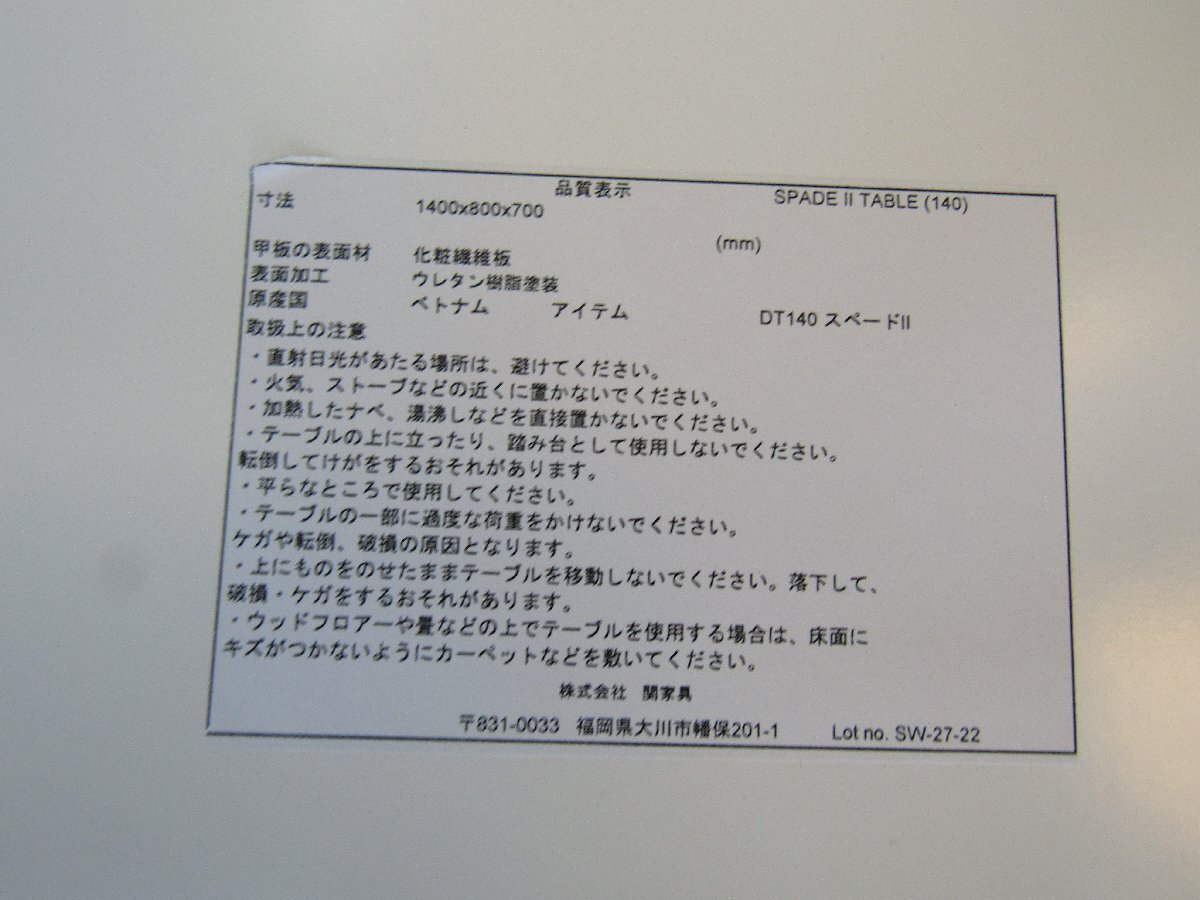 品質表示 SPADE II TABLE (140)
寸法 1400x800x700
(mm)
甲板の表面材 化粧繊維板
表面加工 ウレタン樹脂塗装
原産国 ベトナム アイテム DT140 スペードII
取扱上の注意
・直射日光があたる場所は、避けてください。
・火気、ストーブなどの近くに置かないでください。
・加熱したナベ、湯沸しなどを直接置かないでください。
・テーブルの上に立ったり、踏み台として使用しないでください。
転倒してけがをするおそれがあります。
・平らなところで使用してください。
・テーブルの一部に過度な荷重をかけないでください。
ケガや転倒、破損の原因となります。
・上にものをのせたままテーブルを移動しないでください。落下して、
破損・ケガをするおそれがあります。
・ウッドフロアーや畳などの上でテーブルを使用する場合は、床面に
キズがつかないようにカーペットなどを敷いてください。
株式会社 関家具
〒831-0033 福岡県大川市幡保201-1 Lot no. SW-27-22